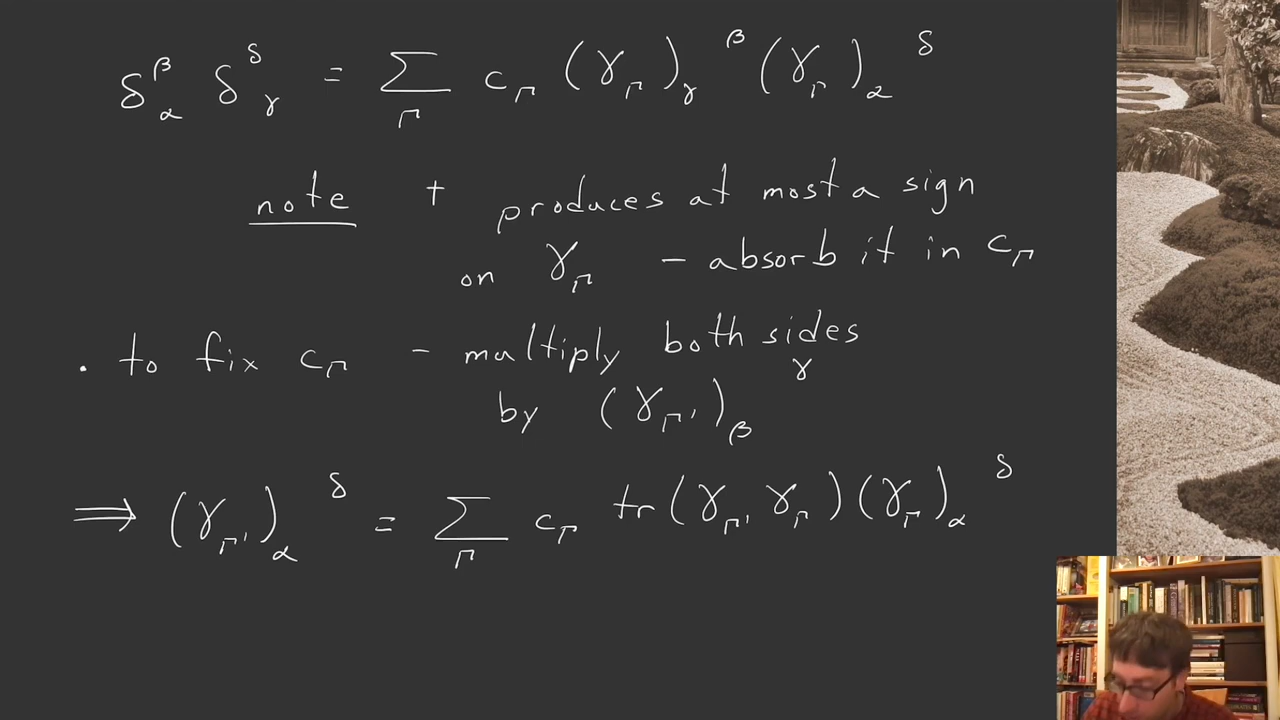 δ_α^β δ^δ_γ = Σ_Γ c_Γ (γ_Γ)_γ^β (γ_Γ)_α^δ
note † produces at most a sign
on γ_Γ – absorb it in c_Γ
· to fix c_Γ – multiply both sides
by (γ_Γ')_β^γ
⟹ (γ_Γ')_α^δ = Σ_Γ c_Γ tr(γ_Γ' γ_Γ)(γ_Γ)_α^δ